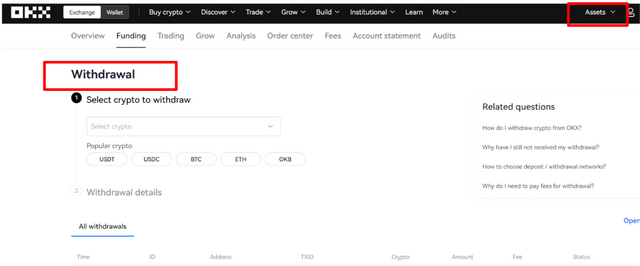 OKX Exchange Wallet Buy crypto Discover Trade Grow Build Institutional Learn More Assets
Overview Funding Trading Grow Analysis Order center Fees Account statement Audits
Withdrawal
1 Select crypto to withdraw
Select crypto
Popular crypto
USDT USDC BTC ETH OKB
2 Withdrawal details
Related questions
How do I withdraw crypto from OKX?
Why have I still not received my withdrawal?
How to choose deposit / withdrawal networks?
Why do I need to pay fees for withdrawal?
Open
All withdrawals
Time ID Address TXID Crypto Amount Fee Status